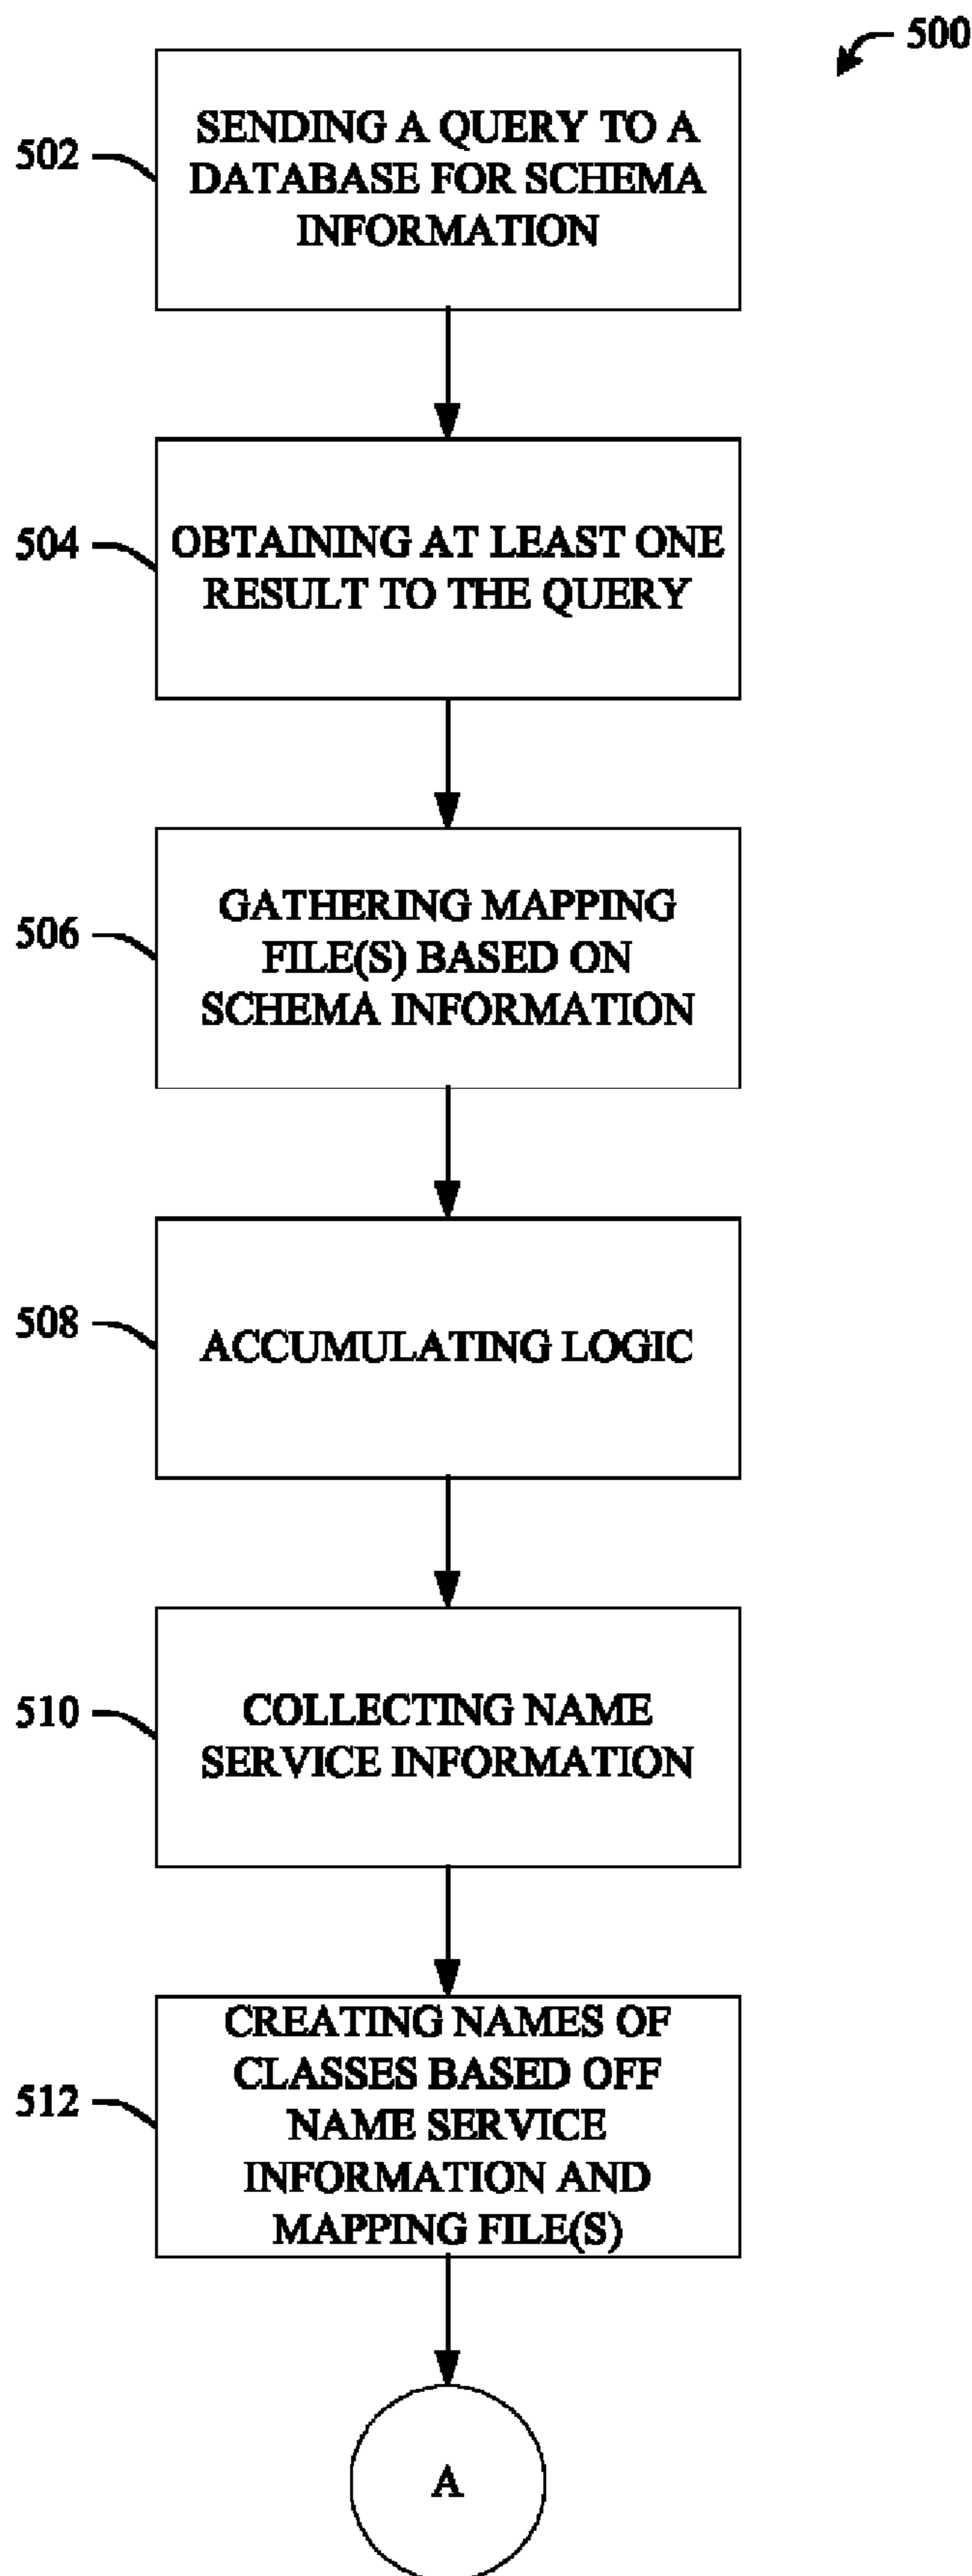 500
502
SENDING A QUERY TO A
DATABASE FOR SCHEMA
INFORMATION
504
OBTAINING AT LEAST ONE
RESULT TO THE QUERY
506
GATHERING MAPPING
FILE(S) BASED ON
SCHEMA INFORMATION
508
ACCUMULATING LOGIC
510
COLLECTING NAME
SERVICE INFORMATION
512
CREATING NAMES OF
CLASSES BASED OFF
NAME SERVICE
INFORMATION AND
MAPPING FILE(S)
A